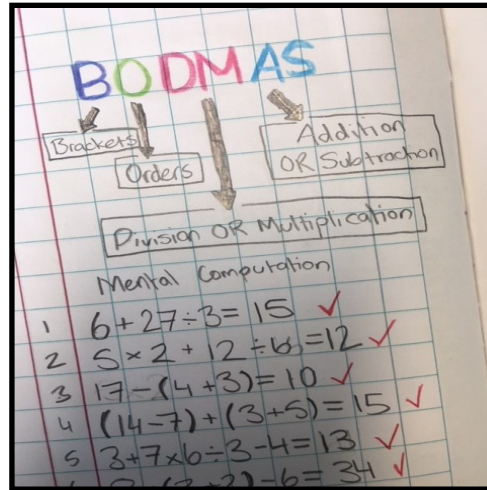 BODMAS
Brackets
Orders
Addition
OR Subtraction
Division OR Multiplication
Mental Computation
1 6 + 27 ÷ 3 = 15 ✓
2 5 × 2 + 12 ÷ 6 = 12 ✓
3 17 - (4 + 3) = 10 ✓
4 (14 - 7) + (3 + 5) = 15 ✓
5 3 + 7 × 6 ÷ 3 - 4 = 13 ✓
- 6 = 34 ✓